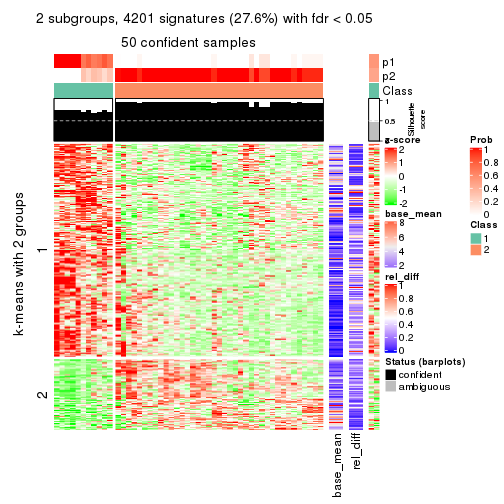 2 subgroups, 4201 signatures (27.6%) with fdr < 0.05
50 confident samples
p1
p2
Class
1
0.5
0
Silhouette
score
k-means with 2 groups
1
2
base_mean
rel_diff
z-score
2
1
0
-1
-2
base_mean
8
6
4
2
rel_diff
1
0.8
0.6
0.4
0.2
0
Status (barplots)
confident
ambiguous
Prob
1
0.8
0.6
0.4
0.2
0
Class
1
2